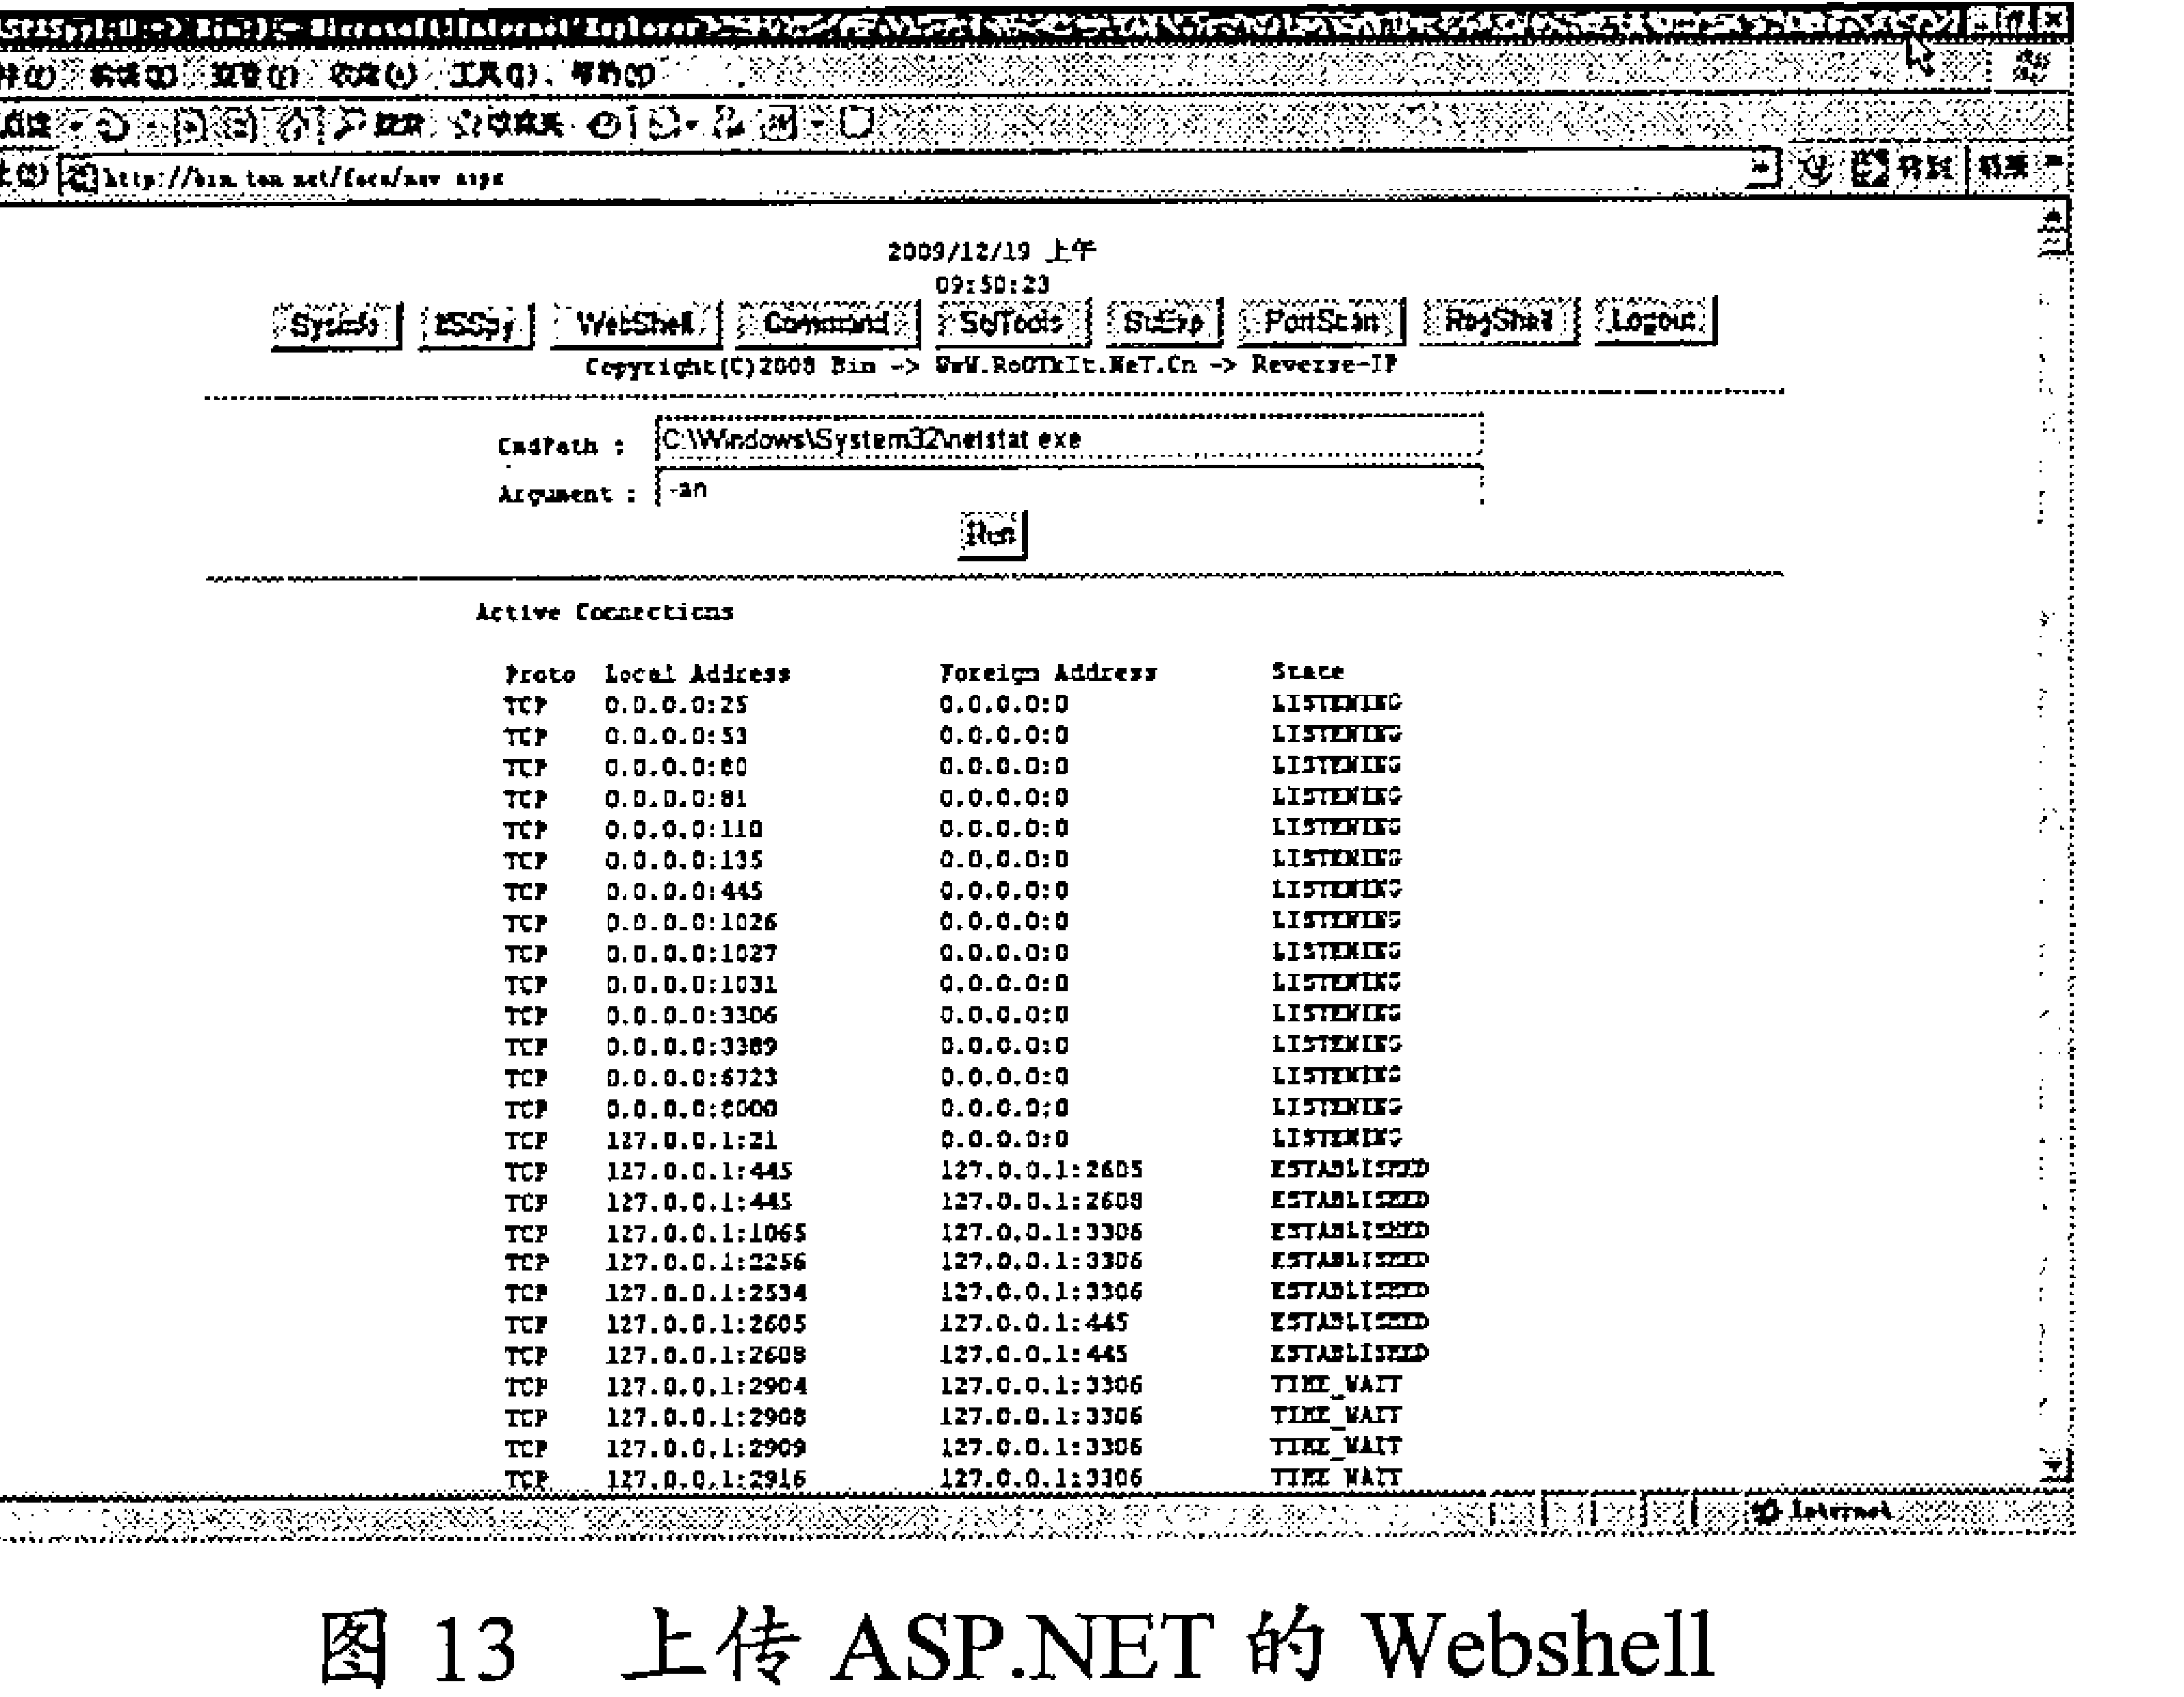 Microsoft Internet Explorer
工具(T) 帮助(H)
2009/12/19 上午
09:50:23
SysInfo IISSpy WebShell Command SqlTools SuExp PortScan RegShell Logout
Copyright(C)2008 Bin -> WwW.RoOTkIt.NeT.Cn -> Reverse-IP
CmdPath : C:\Windows\System32\netstat.exe
Argument : -an
Run
Active Connections
Proto Local Address Foreign Address State
TCP 0.0.0.0:25 0.0.0.0:0 LISTENING
TCP 0.0.0.0:53 0.0.0.0:0 LISTENING
TCP 0.0.0.0:80 0.0.0.0:0 LISTENING
TCP 0.0.0.0:81 0.0.0.0:0 LISTENING
TCP 0.0.0.0:110 0.0.0.0:0 LISTENING
TCP 0.0.0.0:135 0.0.0.0:0 LISTENING
TCP 0.0.0.0:445 0.0.0.0:0 LISTENING
TCP 0.0.0.0:1026 0.0.0.0:0 LISTENING
TCP 0.0.0.0:1027 0.0.0.0:0 LISTENING
TCP 0.0.0.0:1031 0.0.0.0:0 LISTENING
TCP 0.0.0.0:3306 0.0.0.0:0 LISTENING
TCP 0.0.0.0:3389 0.0.0.0:0 LISTENING
TCP 0.0.0.0:0 LISTENING
TCP 0.0.0.0:8000 0.0.0.0:0 LISTENING
TCP 127.0.0.1:21 0.0.0.0:0 LISTENING
TCP 127.0.0.1:445 127.0.0.1:2605 ESTABLISHED
TCP 127.0.0.1:445 127.0.0.1:2608 ESTABLISHED
TCP 127.0.0.1:1065 127.0.0.1:3306 ESTABLISHED
TCP 127.0.0.1:2256 127.0.0.1:3306 ESTABLISHED
TCP 127.0.0.1:2534 127.0.0.1:3306 ESTABLISHED
TCP 127.0.0.1:2605 127.0.0.1:445 ESTABLISHED
TCP 127.0.0.1:2608 127.0.0.1:445 ESTABLISHED
TCP 127.0.0.1:2904 127.0.0.1:3306 TIME_WAIT
TCP 127.0.0.1:2908 127.0.0.1:3306 TIME_WAIT
TCP 127.0.0.1:2909 127.0.0.1:3306 TIME_WAIT
TCP 127.0.0.1:2916 127.0.0.1:3306 TIME_WAIT
Internet
图 13 上传 ASP.NET 的 Webshell